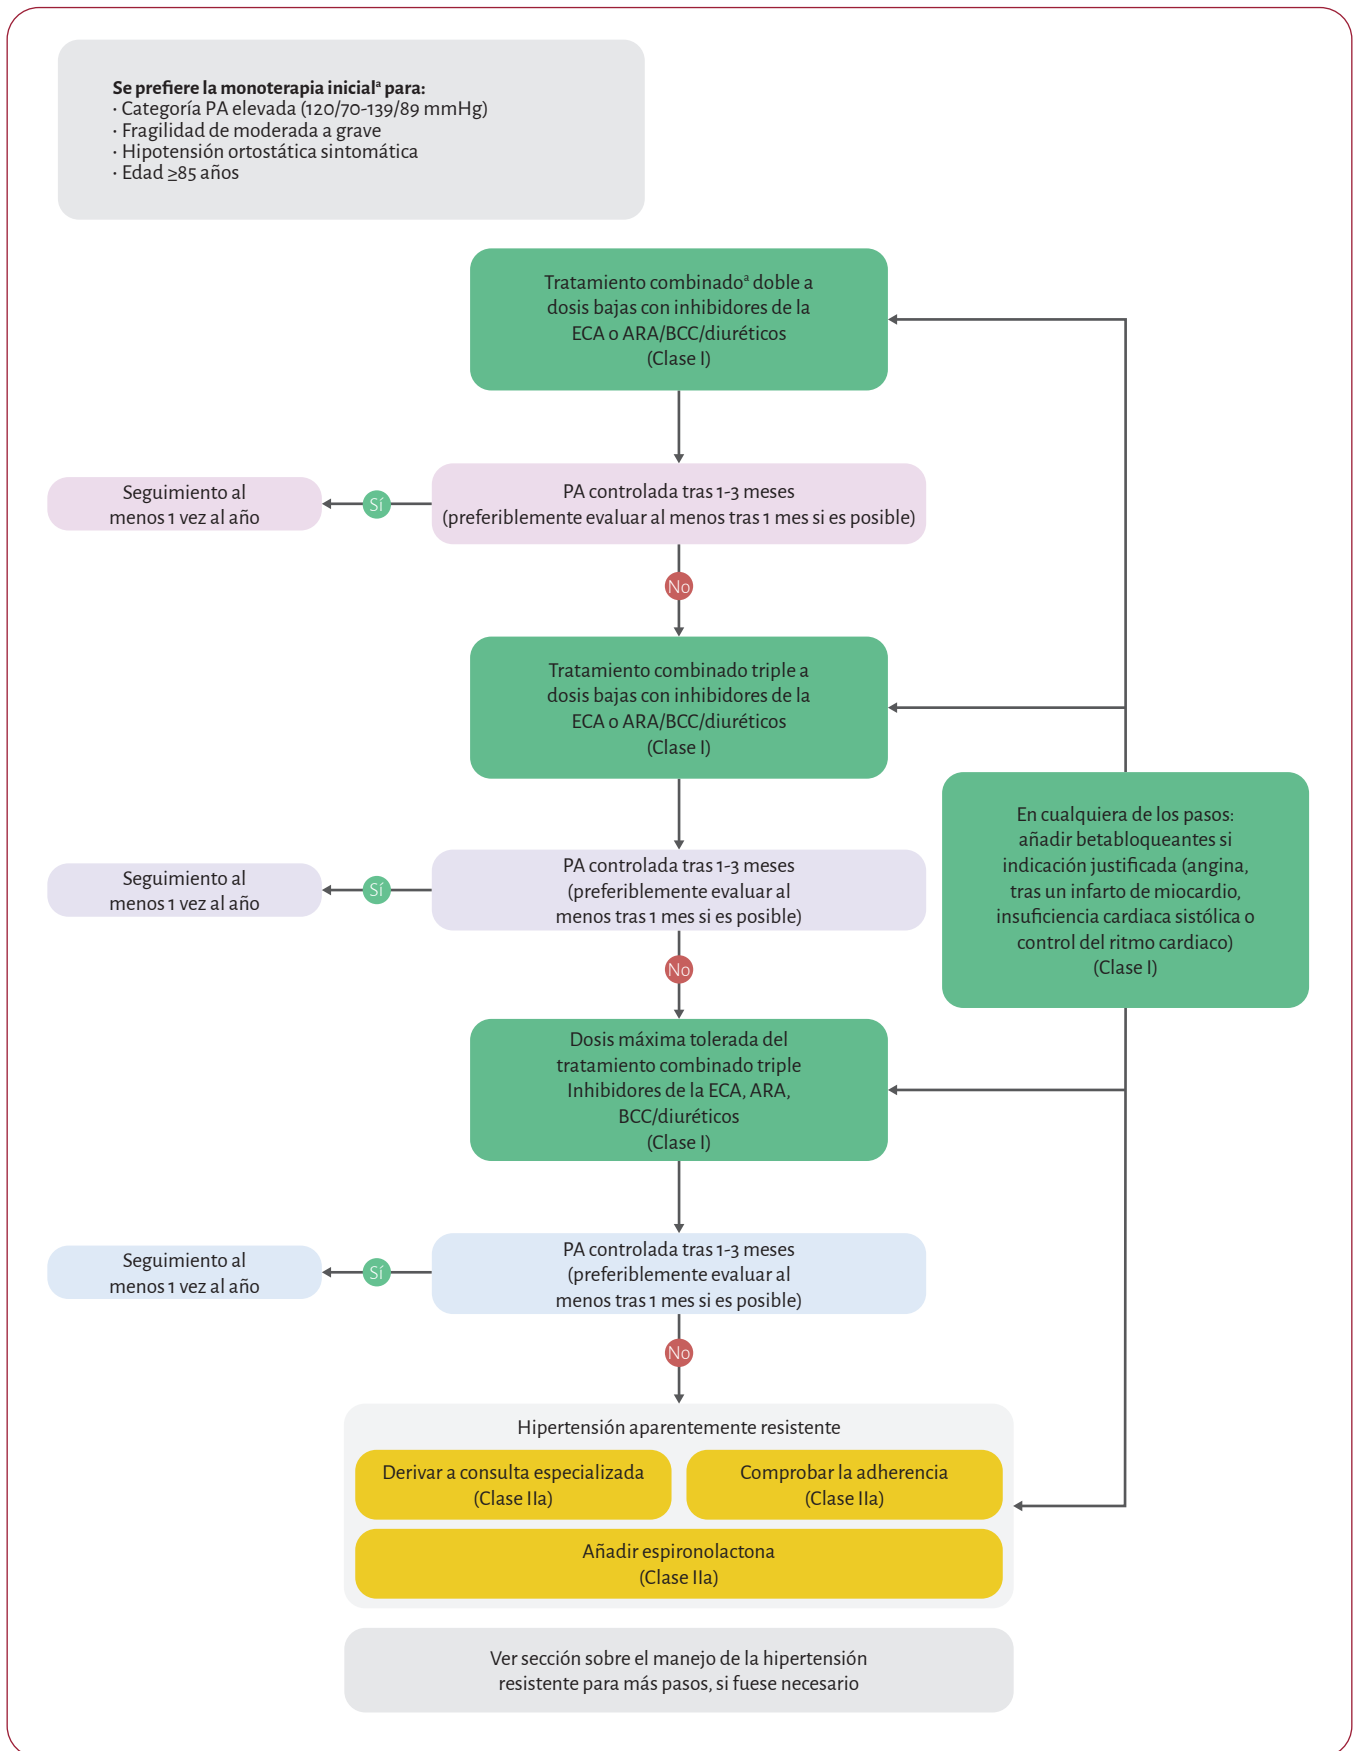 Se prefiere la monoterapia inicialª para:
· Categoría PA elevada (120/70-139/89 mmHg)
· Fragilidad de moderada a grave
· Hipotensión ortostática sintomática
· Edad ≥85 años
Tratamiento combinadoª doble a
dosis bajas con inhibidores de la
ECA o ARA/BCC/diuréticos
(Clase I)
Seguimiento al
menos 1 vez al año
Sí
PA controlada tras 1-3 meses
(preferiblemente evaluar al menos tras 1 mes si es posible)
No
Tratamiento combinado triple a
dosis bajas con inhibidores de la
ECA o ARA/BCC/diuréticos
(Clase I)
En cualquiera de los pasos:
añadir betabloqueantes si
indicación justificada (angina,
tras un infarto de miocardio,
insuficiencia cardiaca sistólica o
control del ritmo cardiaco)
(Clase I)
Seguimiento al
menos 1 vez al año
Sí
PA controlada tras 1-3 meses
(preferiblemente evaluar al
menos tras 1 mes si es posible)
No
Dosis máxima tolerada del
tratamiento combinado triple
Inhibidores de la ECA, ARA,
BCC/diuréticos
(Clase I)
Seguimiento al
menos 1 vez al año
Sí
PA controlada tras 1-3 meses
(preferiblemente evaluar al
menos tras 1 mes si es posible)
No
Hipertensión aparentemente resistente
Derivar a consulta especializada
(Clase IIa)
Comprobar la adherencia
(Clase IIa)
Añadir espironolactona
(Clase IIa)
Ver sección sobre el manejo de la hipertensión
resistente para más pasos, si fuese necesario